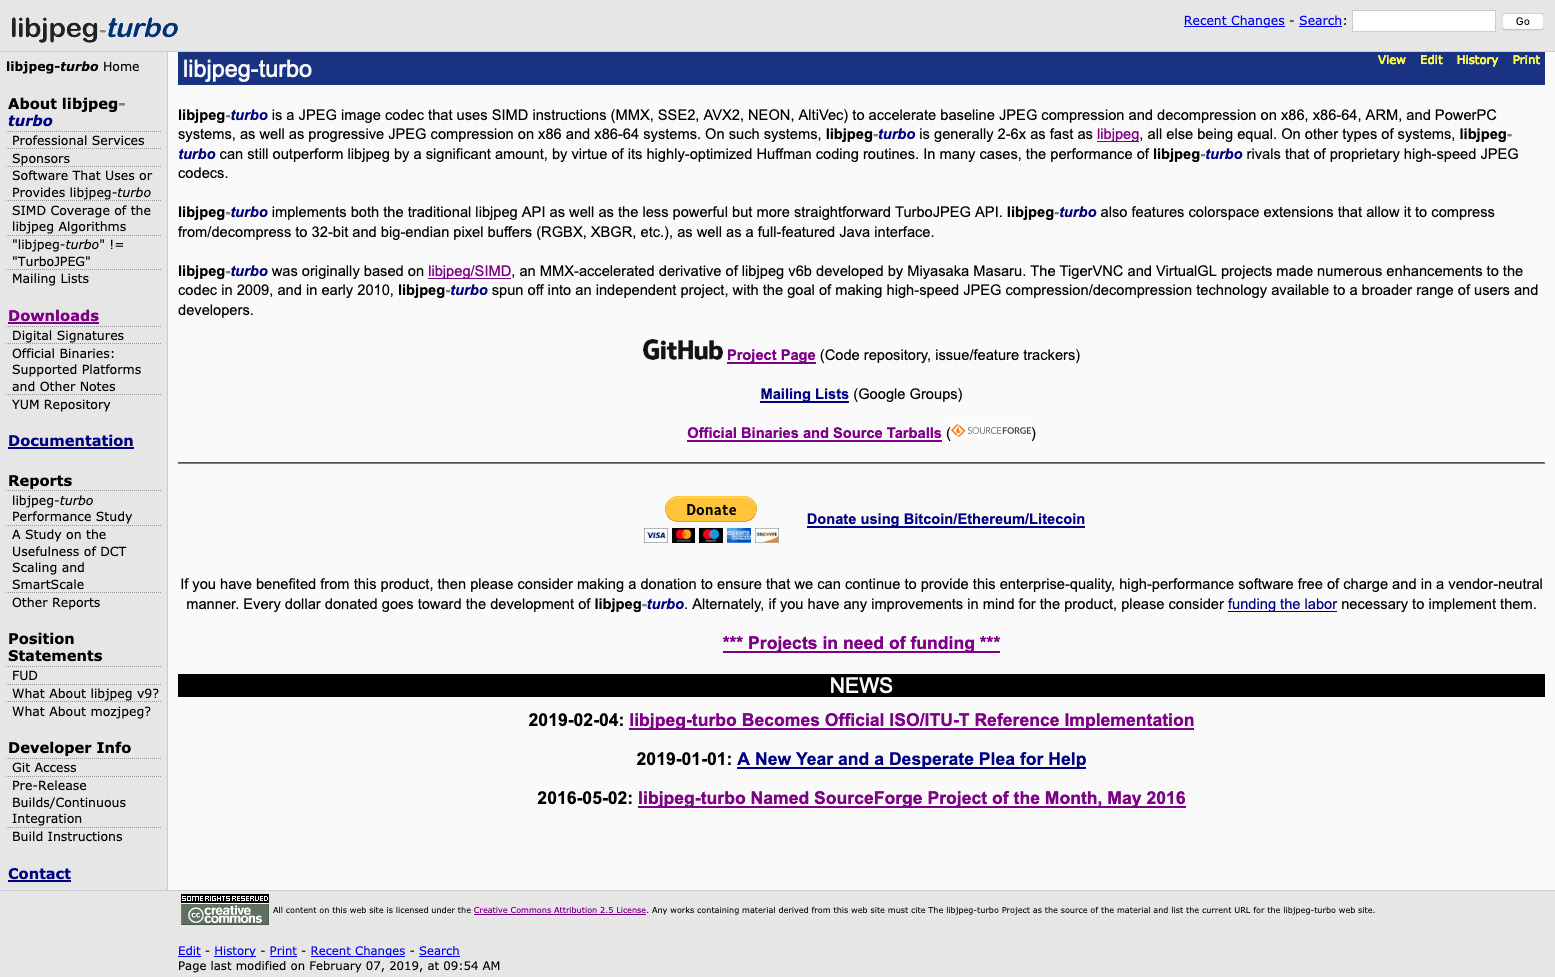 libjpeg-turbo
Recent Changes - Search: Go
libjpeg-turbo Home
About libjpeg-
turbo
Professional Services
Sponsors
Software That Uses or
Provides libjpeg-turbo
SIMD Coverage of the
libjpeg Algorithms
"libjpeg-turbo" !=
"TurboJPEG"
Mailing Lists
Downloads
Digital Signatures
Official Binaries:
Supported Platforms
and Other Notes
YUM Repository
Documentation
Reports
libjpeg-turbo
Performance Study
A Study on the
Usefulness of DCT
Scaling and
SmartScale
Other Reports
Position
Statements
FUD
What About libjpeg v9?
What About mozjpeg?
Developer Info
Git Access
Pre-Release
Builds/Continuous
Integration
Build Instructions
Contact
libjpeg-turbo
View Edit History Print
libjpeg-turbo is a JPEG image codec that uses SIMD instructions (MMX, SSE2, AVX2, NEON, AltiVec) to accelerate baseline JPEG compression and decompression on x86, x86-64, ARM, and PowerPC
systems, as well as progressive JPEG compression on x86 and x86-64 systems. On such systems, libjpeg-turbo is generally 2-6x as fast as libjpeg, all else being equal. On other types of systems, libjpeg-
turbo can still outperform libjpeg by a significant amount, by virtue of its highly-optimized Huffman coding routines. In many cases, the performance of libjpeg-turbo rivals that of proprietary high-speed JPEG
codecs.
libjpeg-turbo implements both the traditional libjpeg API as well as the less powerful but more straightforward TurboJPEG API. libjpeg-turbo also features colorspace extensions that allow it to compress
from/decompress to 32-bit and big-endian pixel buffers (RGBX, XBGR, etc.), as well as a full-featured Java interface.
libjpeg-turbo was originally based on libjpeg/SIMD, an MMX-accelerated derivative of libjpeg v6b developed by Miyasaka Masaru. The TigerVNC and VirtualGL projects made numerous enhancements to the
codec in 2009, and in early 2010, libjpeg-turbo spun off into an independent project, with the goal of making high-speed JPEG compression/decompression technology available to a broader range of users and
developers.
GitHub Project Page (Code repository, issue/feature trackers)
Mailing Lists (Google Groups)
Official Binaries and Source Tarballs (SOURCEFORGE)
Donate
VISA
DISCOVER
Donate using Bitcoin/Ethereum/Litecoin
If you have benefited from this product, then please consider making a donation to ensure that we can continue to provide this enterprise-quality, high-performance software free of charge and in a vendor-neutral
manner. Every dollar donated goes toward the development of libjpeg-turbo. Alternately, if you have any improvements in mind for the product, please consider funding the labor necessary to implement them.
*** Projects in need of funding ***
NEWS
2019-02-04: libjpeg-turbo Becomes Official ISO/ITU-T Reference Implementation
2019-01-01: A New Year and a Desperate Plea for Help
2016-05-02: libjpeg-turbo Named SourceForge Project of the Month, May 2016
SOME RIGHTS RESERVED
cc creative commons
All content on this web site is licensed under the Creative Commons Attribution 2.5 License. Any works containing material derived from this web site must cite The libjpeg-turbo Project as the source of the material and list the current URL for the libjpeg-turbo web site.
Edit - History - Print - Recent Changes - Search
Page last modified on February 07, 2019, at 09:54 AM